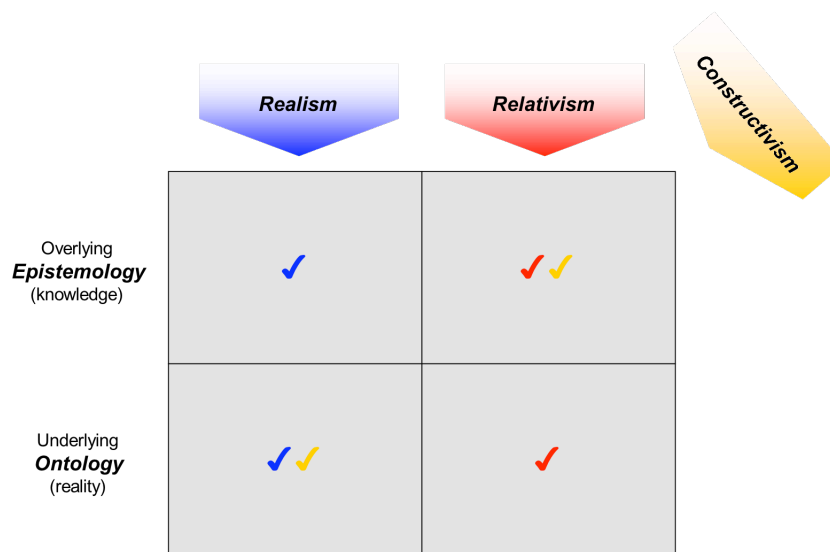 Realism
Relativism
Constructivism
Overlying
Epistemology
(knowledge)
Underlying
Ontology
(reality)